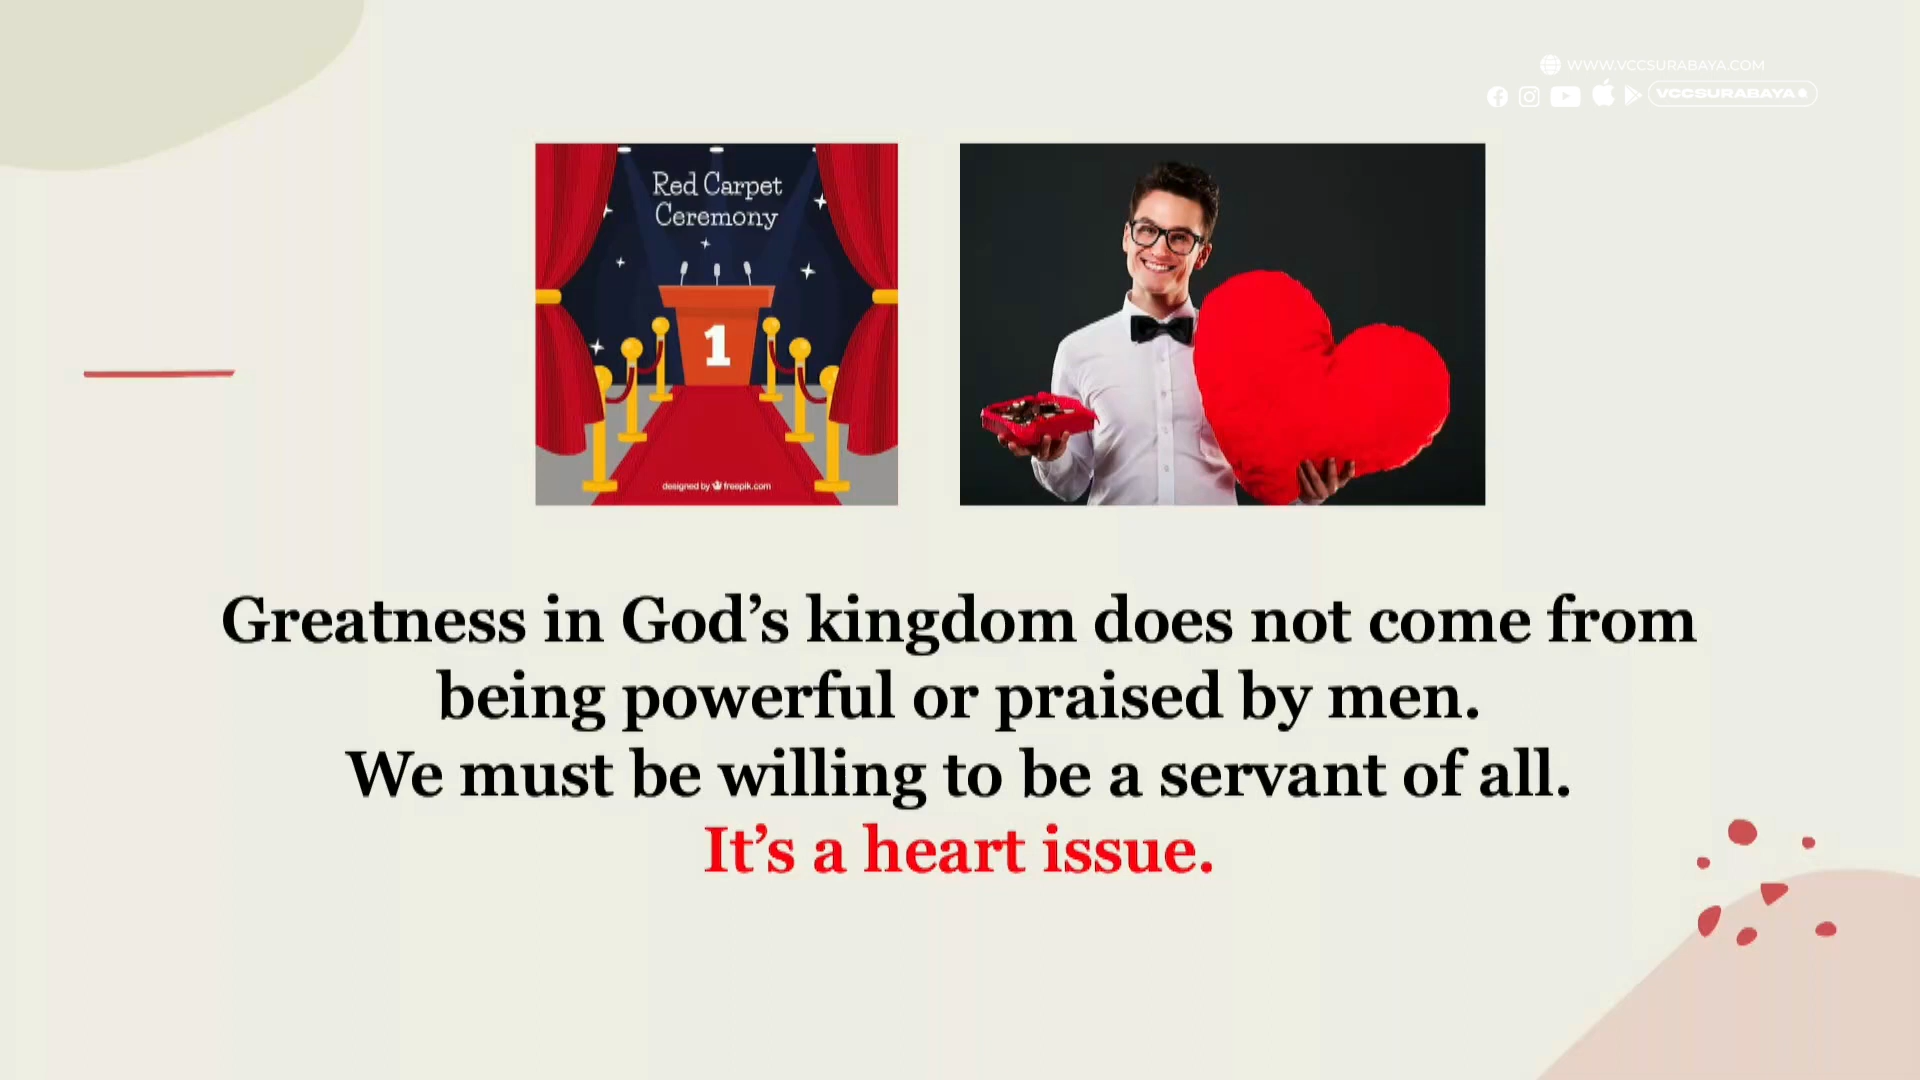 WWW.VCCSURABAYA.COM
VCCSURABAYA
Red Carpet
Ceremony
1
designed by freepik.com
Greatness in God’s kingdom does not come from
being powerful or praised by men.
We must be willing to be a servant of all.
It’s a heart issue.